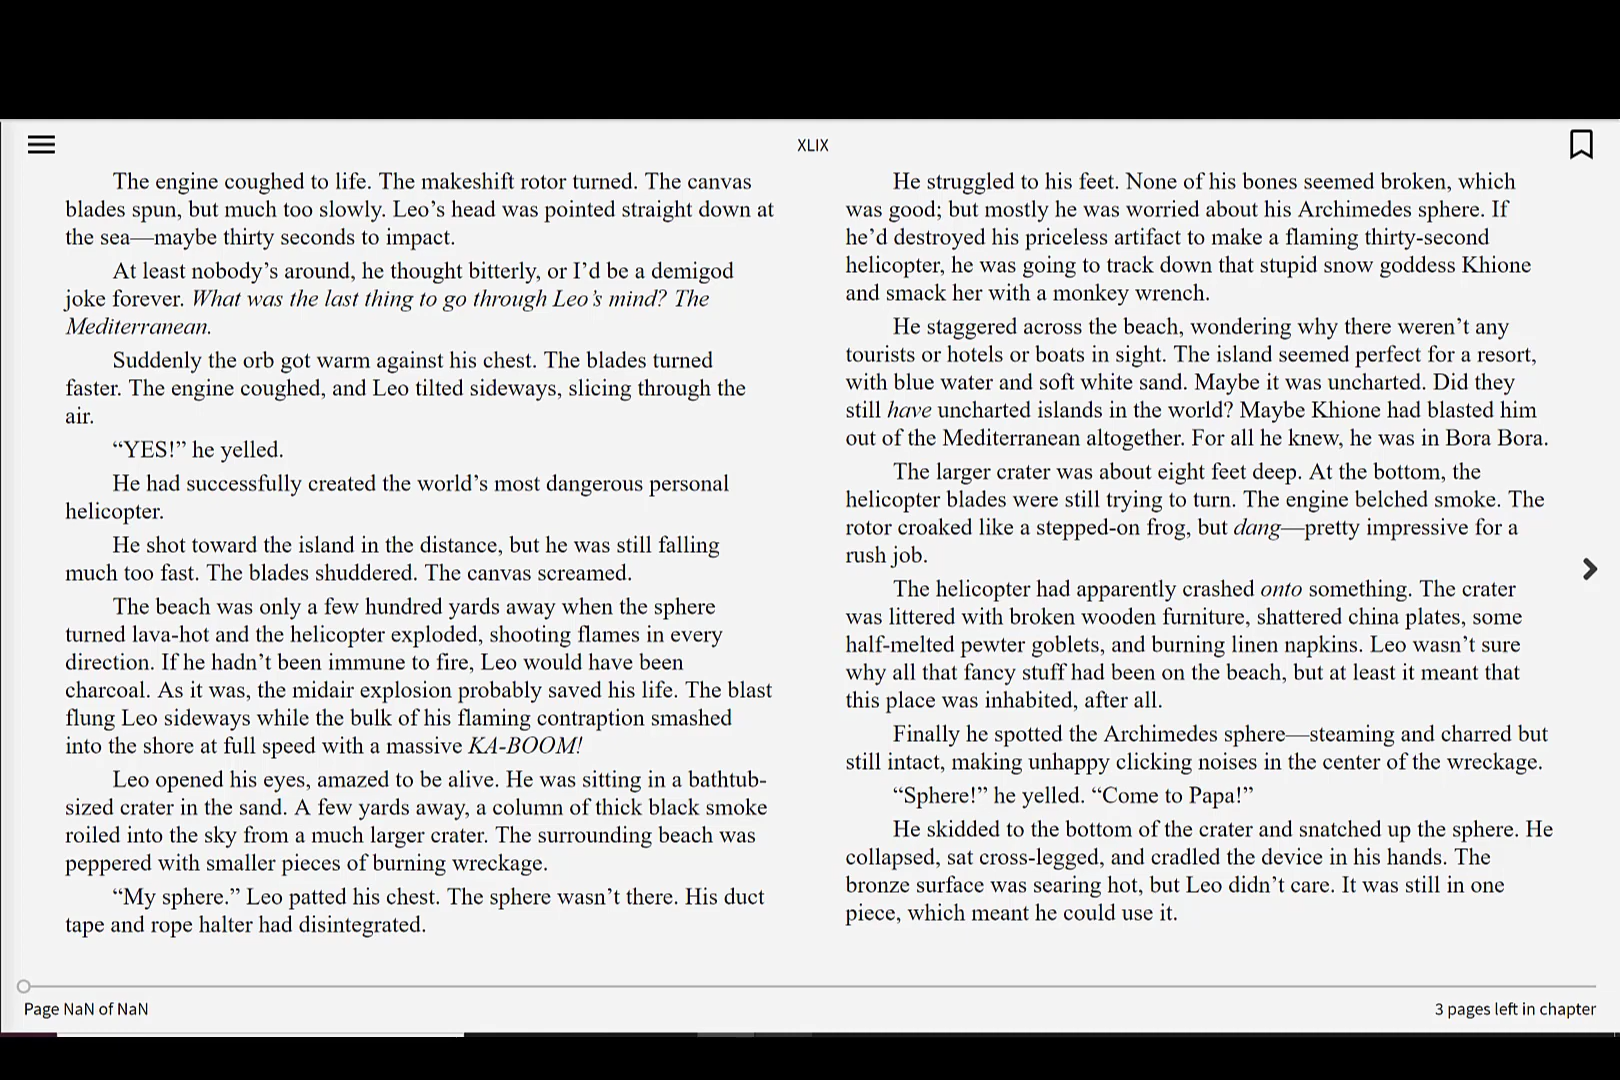 XLIX
The engine coughed to life. The makeshift rotor turned. The canvas
blades spun, but much too slowly. Leo’s head was pointed straight down at
the sea—maybe thirty seconds to impact.
At least nobody’s around, he thought bitterly, or I’d be a demigod
joke forever. What was the last thing to go through Leo’s mind? The
Mediterranean.
Suddenly the orb got warm against his chest. The blades turned
faster. The engine coughed, and Leo tilted sideways, slicing through the
air.
“YES!” he yelled.
He had successfully created the world’s most dangerous personal
helicopter.
He shot toward the island in the distance, but he was still falling
much too fast. The blades shuddered. The canvas screamed.
The beach was only a few hundred yards away when the sphere
turned lava-hot and the helicopter exploded, shooting flames in every
direction. If he hadn’t been immune to fire, Leo would have been
charcoal. As it was, the midair explosion probably saved his life. The blast
flung Leo sideways while the bulk of his flaming contraption smashed
into the shore at full speed with a massive KA-BOOM!
Leo opened his eyes, amazed to be alive. He was sitting in a bathtub-
sized crater in the sand. A few yards away, a column of thick black smoke
roiled into the sky from a much larger crater. The surrounding beach was
peppered with smaller pieces of burning wreckage.
“My sphere.” Leo patted his chest. The sphere wasn’t there. His duct
tape and rope halter had disintegrated.
He struggled to his feet. None of his bones seemed broken, which
was good; but mostly he was worried about his Archimedes sphere. If
he’d destroyed his priceless artifact to make a flaming thirty-second
helicopter, he was going to track down that stupid snow goddess Khione
and smack her with a monkey wrench.
He staggered across the beach, wondering why there weren’t any
tourists or hotels or boats in sight. The island seemed perfect for a resort,
with blue water and soft white sand. Maybe it was uncharted. Did they
still have uncharted islands in the world? Maybe Khione had blasted him
out of the Mediterranean altogether. For all he knew, he was in Bora Bora.
The larger crater was about eight feet deep. At the bottom, the
helicopter blades were still trying to turn. The engine belched smoke. The
rotor croaked like a stepped-on frog, but dang—pretty impressive for a
rush job.
The helicopter had apparently crashed onto something. The crater
was littered with broken wooden furniture, shattered china plates, some
half-melted pewter goblets, and burning linen napkins. Leo wasn’t sure
why all that fancy stuff had been on the beach, but at least it meant that
this place was inhabited, after all.
Finally he spotted the Archimedes sphere—steaming and charred but
still intact, making unhappy clicking noises in the center of the wreckage.
“Sphere!” he yelled. “Come to Papa!”
He skidded to the bottom of the crater and snatched up the sphere. He
collapsed, sat cross-legged, and cradled the device in his hands. The
bronze surface was searing hot, but Leo didn’t care. It was still in one
piece, which meant he could use it.
Page NaN of NaN
3 pages left in chapter